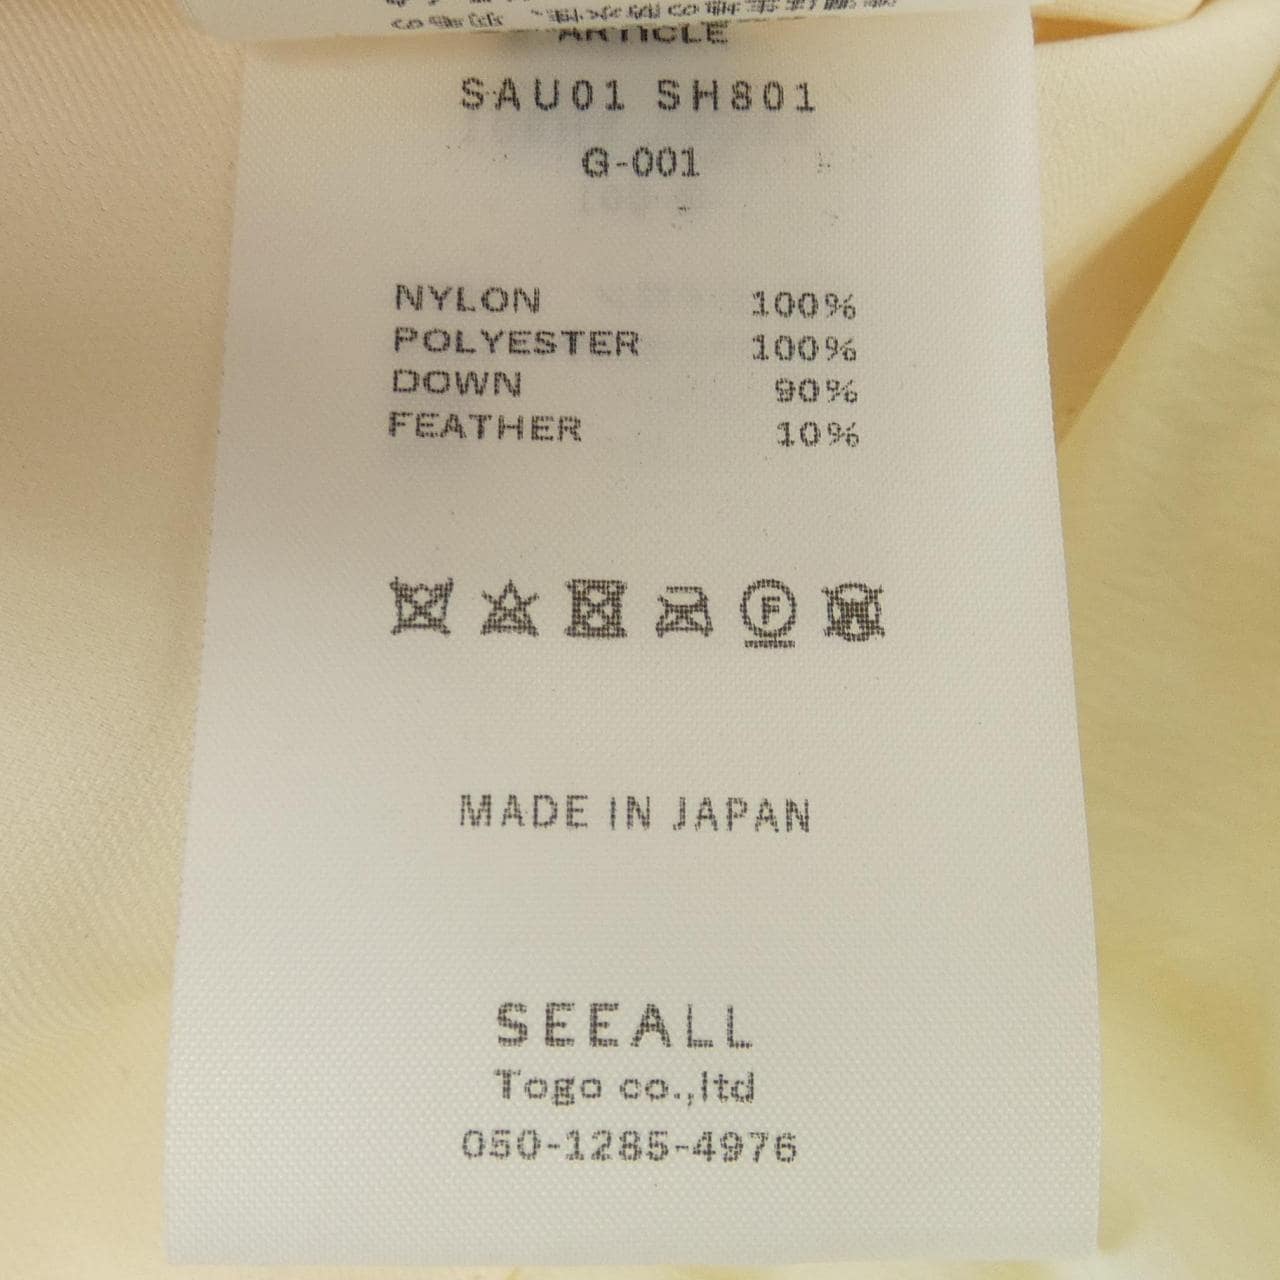 ARTICLE
SAU01 SH801
G-001
NYLON 100%
POLYESTER 100%
DOWN 90%
FEATHER 10%
F
MADE IN JAPAN
SEEALL
Togo co.,ltd
050-1285-4976